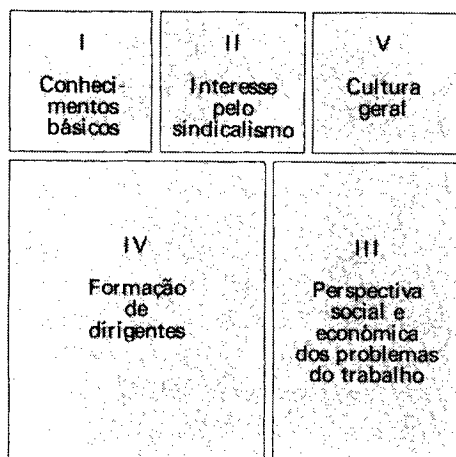 I
Conheci-
mentos
básicos
II
Interesse
pelo
sindicalismo
V
Cultura
geral
IV
Formação
de
dirigentes
III
Perspectiva
social e
económica
dos problemas
do trabalho